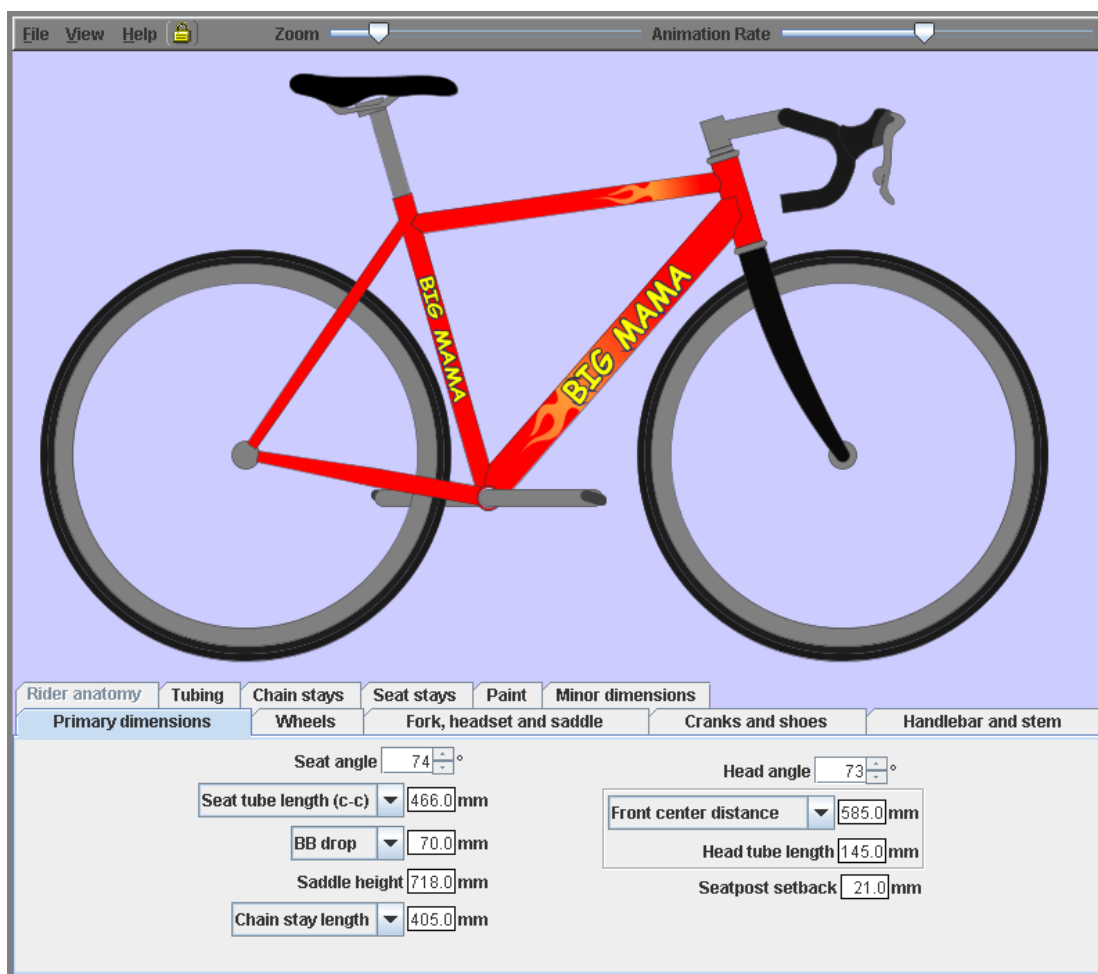 File View Help Zoom Animation Rate
BIG MAMA
BIG MAMA
Rider anatomy Tubing Chain stays Seat stays Paint Minor dimensions
Primary dimensions Wheels Fork, headset and saddle Cranks and shoes Handlebar and stem
Seat angle 74 ° Head angle 73 °
Seat tube length (c-c) 466.0 mm Front center distance 585.0 mm
BB drop 70.0 mm Head tube length 145.0 mm
Saddle height 718.0 mm Seatpost setback 21.0 mm
Chain stay length 405.0 mm